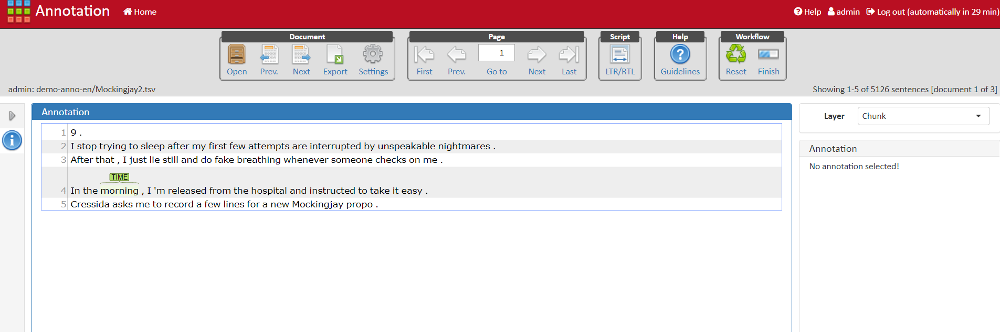 Annotation Home Help admin Log out (automatically in 29 min)
Document Page Script Help Workflow
1
Open Prev. Next Export Settings First Prev. Go to Next Last LTR/RTL Guidelines Reset Finish
admin: demo-anno-en/Mockingjay2.tsv Showing 1-5 of 5126 sentences [document 1 of 3]
Annotation
Layer Chunk
1 9 .
2 I stop trying to sleep after my first few attempts are interrupted by unspeakable nightmares .
3 After that , I just lie still and do fake breathing whenever someone checks on me .
TIME
4 In the morning , I 'm released from the hospital and instructed to take it easy .
5 Cressida asks me to record a few lines for a new Mockingjay propo .
Annotation
No annotation selected!